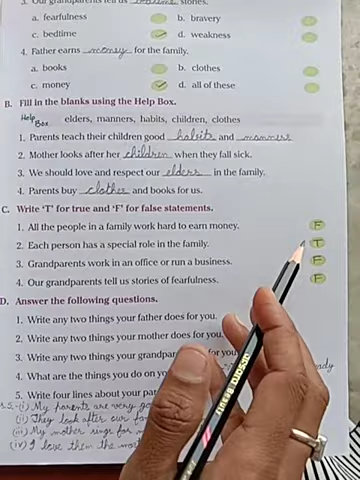 3. Our grandparents tell us bedtime stories.
a. fearfulness b. bravery
c. bedtime d. weakness
4. Father earns money for the family.
a. books b. clothes
c. money d. all of these
B. Fill in the blanks using the Help Box.
Help Box elders, manners, habits, children, clothes
1. Parents teach their children good habits and manners
2. Mother looks after her children when they fall sick.
3. We should love and respect our elders in the family.
4. Parents buy clothes and books for us.
C. Write 'T' for true and 'F' for false statements.
1. All the people in a family work hard to earn money. F
2. Each person has a special role in the family. T
3. Grandparents work in an office or run a business. F
4. Our grandparents tell us stories of fearfulness. F
D. Answer the following questions.
1. Write any two things your father does for you.
2. Write any two things your mother does for you.
3. Write any two things your for you.
4. What are the things you do on
5. Write four lines about your
(i) My parents are very
(ii) They look after our
(iii) My mother sings for
(iv) I love them the most
APSARA BEAUTY